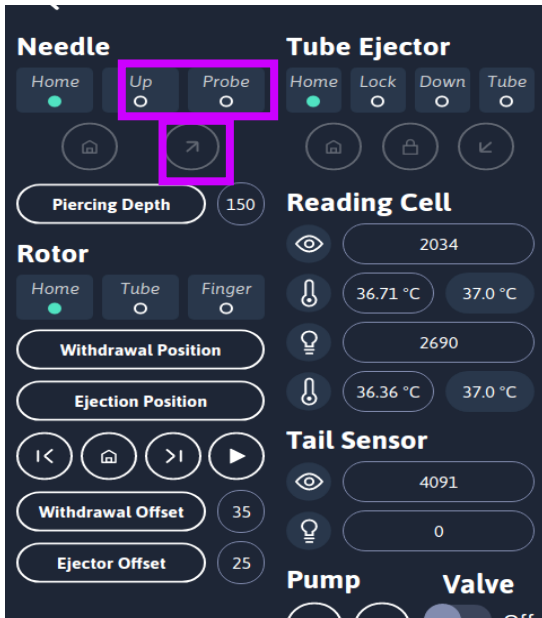 Needle
Home Up Probe
Piercing Depth 150
Rotor
Home Tube Finger
Withdrawal Position
Ejection Position
Withdrawal Offset 35
Ejector Offset 25
Tube Ejector
Home Lock Down Tube
Reading Cell
2034
36.71 °C 37.0 °C
2690
36.36 °C 37.0 °C
Tail Sensor
4091
0
Pump Valve
Off